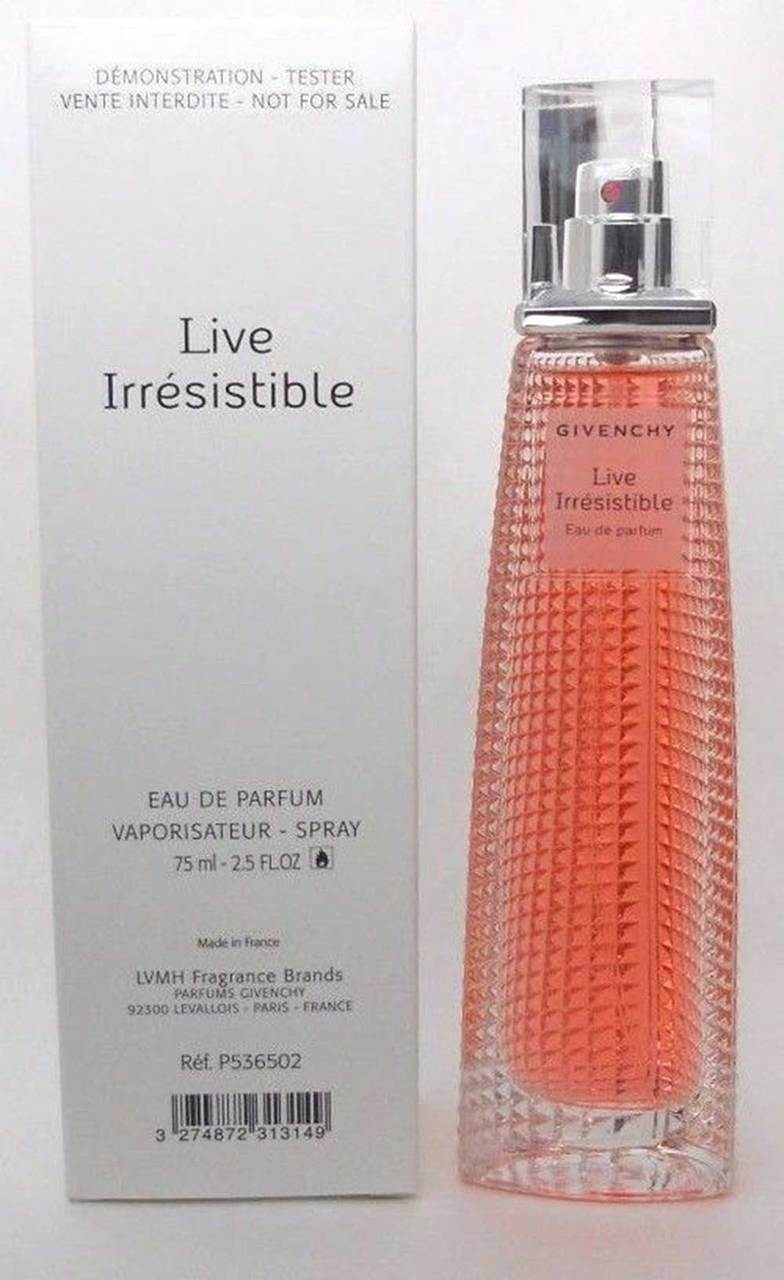 DÉMONSTRATION - TESTER
VENTE INTERDITE - NOT FOR SALE
Live
Irrésistible
EAU DE PARFUM
VAPORISATEUR - SPRAY
75 ml - 2.5 FL.OZ
Made in France
LVMH Fragrance Brands
PARFUMS GIVENCHY
92300 LEVALLOIS - PARIS - FRANCE
Réf. P536502
3 274872 313149
GIVENCHY
Live
Irrésistible
Eau de parfum